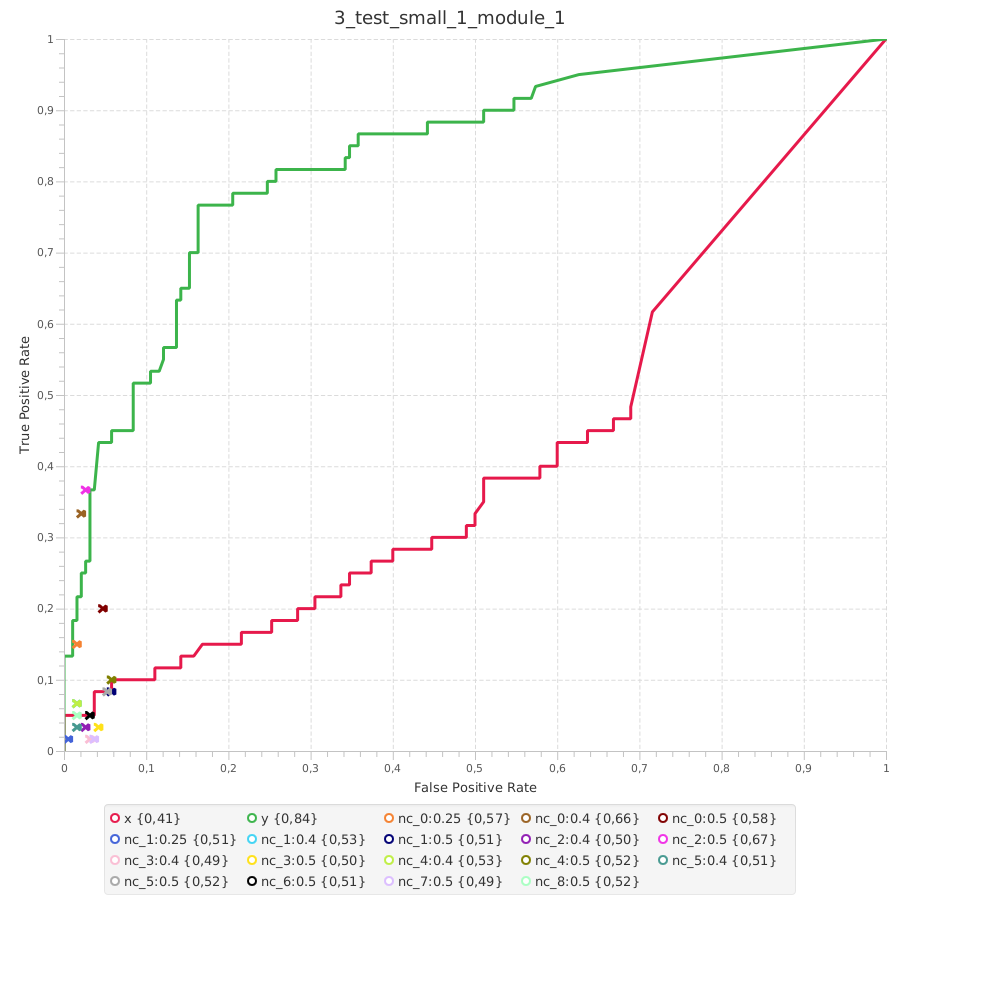 3_test_small_1_module_1
1
0,9
0,8
0,7
0,6
0,5
0,4
0,3
0,2
0,1
0
True Positive Rate
0 0,1 0,2 0,3 0,4 0,5 0,6 0,7 0,8 0,9 1
False Positive Rate
x {0,41} y {0,84} nc_0:0.25 {0,57} nc_0:0.4 {0,66} nc_0:0.5 {0,58}
nc_1:0.25 {0,51} nc_1:0.4 {0,53} nc_1:0.5 {0,51} nc_2:0.4 {0,50} nc_2:0.5 {0,67}
nc_3:0.4 {0,49} nc_3:0.5 {0,50} nc_4:0.4 {0,53} nc_4:0.5 {0,52} nc_5:0.4 {0,51}
nc_5:0.5 {0,52} nc_6:0.5 {0,51} nc_7:0.5 {0,49} nc_8:0.5 {0,52}